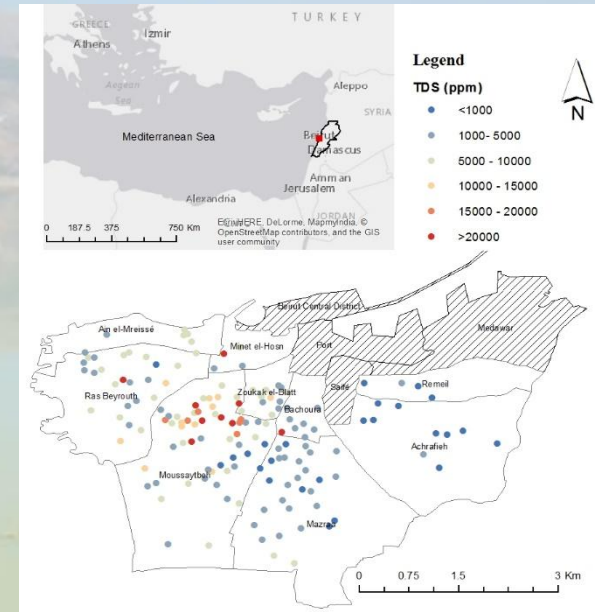 TURKEY
GREECE
Izmir
Athens
Aegean
Sea
Aleppo
SYRIA
Mediterranean Sea
Beirut
Damascus
Amman
Jerusalem
Alexandria
JORDAN
Esri, HERE, DeLorme, MapmyIndia, ©
OpenStreetMap contributors, and the GIS
user community
0 187.5 375 750 Km
Legend
TDS (ppm)
<1000
1000- 5000
5000 - 10000
10000 - 15000
15000 - 20000
>20000
N
Beirut Central District
Ain el-Mreissé
Minet el-Hosn
Port
Medawar
Zoukak el-Blatt
Saifé
Remeil
Ras Beyrouth
Bachoura
Achrafieh
Moussaytbeh
Mazraa
0 0.75 1.5 3 Km